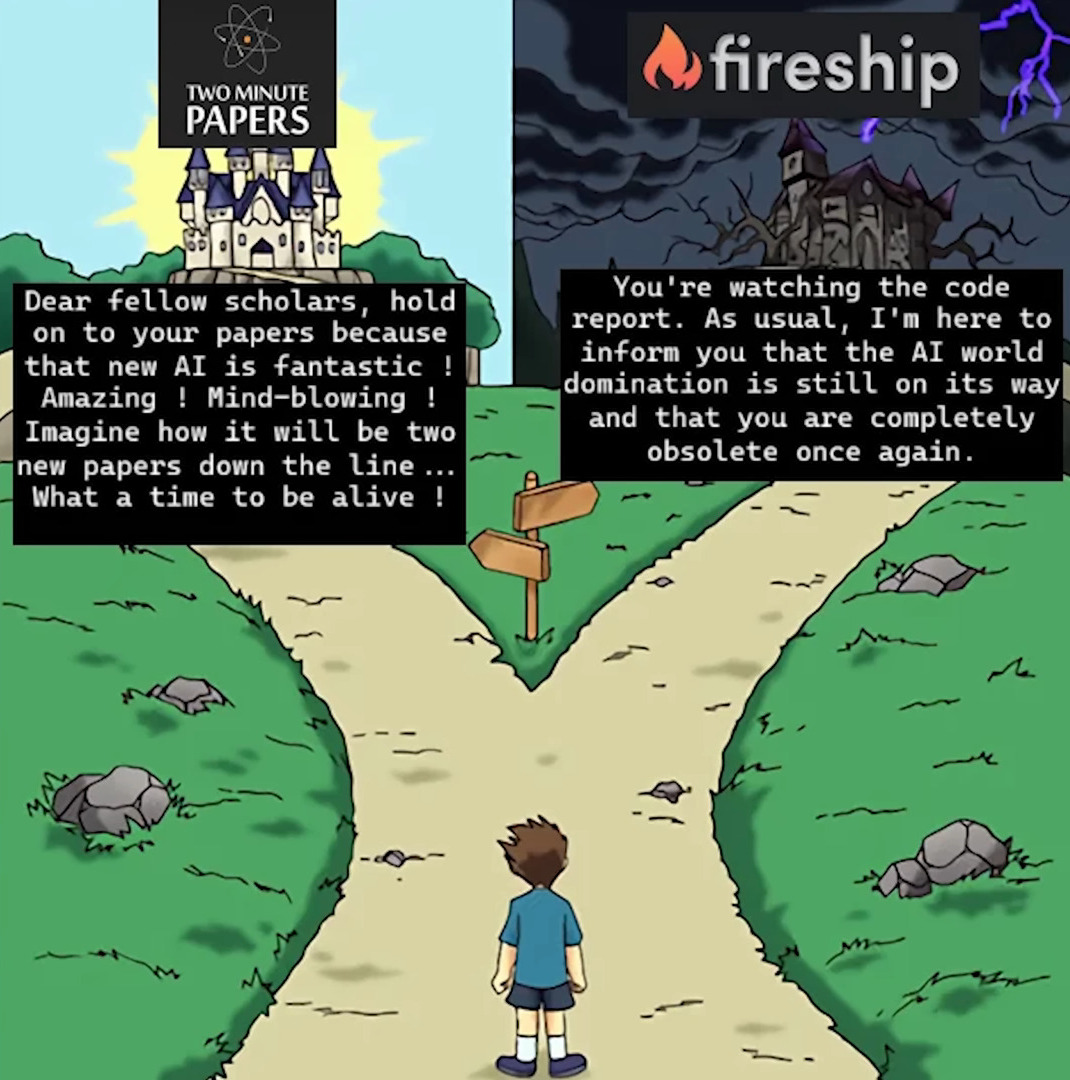 TWO MINUTE
PAPERS
Dear fellow scholars, hold
on to your papers because
that new AI is fantastic !
Amazing ! Mind-blowing !
Imagine how it will be two
new papers down the line...
What a time to be alive !
fireship
You're watching the code
report. As usual, I'm here to
inform you that the AI world
domination is still on its way
and that you are completely
obsolete once again.